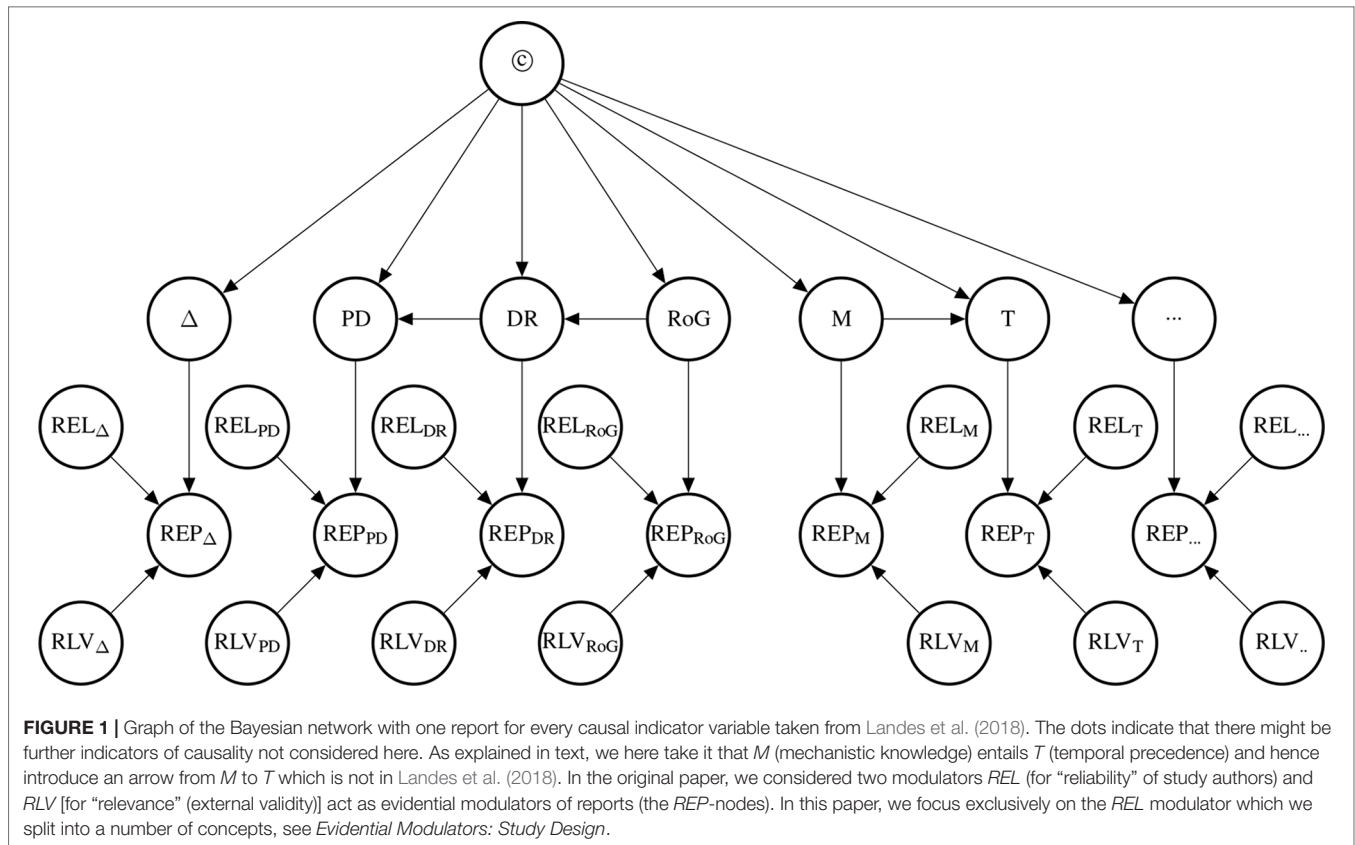 ©
Δ PD DR RoG M T ...
REL_Δ REL_PD REL_DR REL_RoG REL_M REL_T REL_...
REP_Δ REP_PD REP_DR REP_RoG REP_M REP_T REP_...
RLV_Δ RLV_PD RLV_DR RLV_RoG RLV_M RLV_T RLV_..
FIGURE 1 | Graph of the Bayesian network with one report for every causal indicator variable taken from Landes et al. (2018). The dots indicate that there might be
further indicators of causality not considered here. As explained in text, we here take it that M (mechanistic knowledge) entails T (temporal precedence) and hence
introduce an arrow from M to T which is not in Landes et al. (2018). In the original paper, we considered two modulators REL (for “reliability” of study authors) and
RLV [for “relevance” (external validity)] act as evidential modulators of reports (the REP-nodes). In this paper, we focus exclusively on the REL modulator which we
split into a number of concepts, see Evidential Modulators: Study Design.